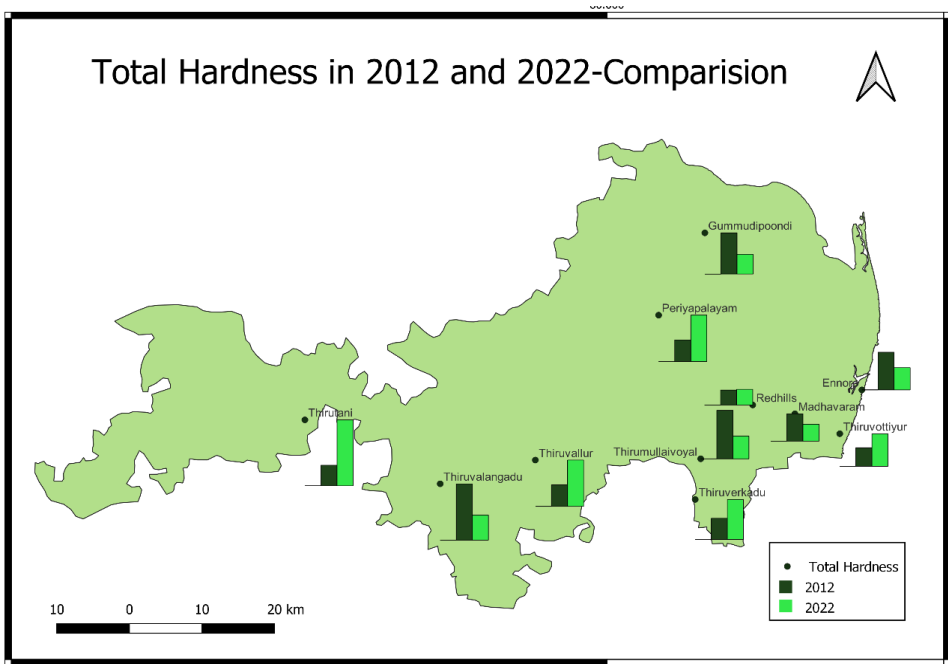 Total Hardness in 2012 and 2022-Comparision
Gummudipoondi
Periyapalayam
Ennore
Redhills
Madhavaram
Thirutani
Thiruvottiyur
Thirumullaivoyal
Thiruvallur
Thiruvalangadu
Thiruverkadu
Total Hardness
2012
2022
10 0 10 20 km